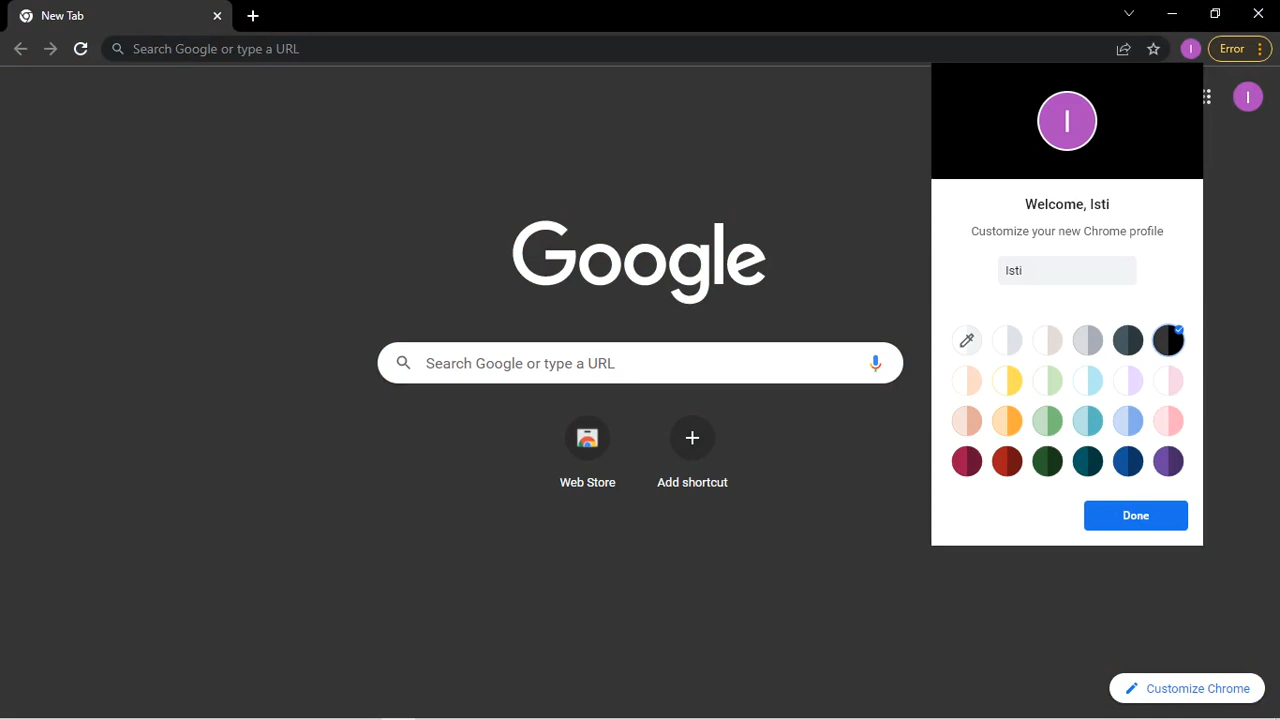 New Tab
Search Google or type a URL
I
Error
I
I
Welcome, Isti
Customize your new Chrome profile
Isti
Google
Search Google or type a URL
Web Store
Add shortcut
Done
Customize Chrome